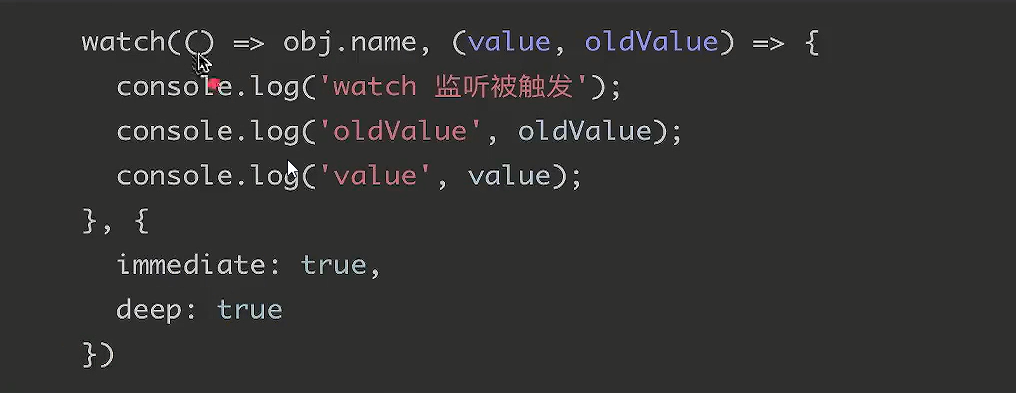 watch(() => obj.name, (value, oldValue) => {
  console.log('watch 监听被触发');
  console.log('oldValue', oldValue);
  console.log('value', value);
}, {
  immediate: true,
  deep: true
})